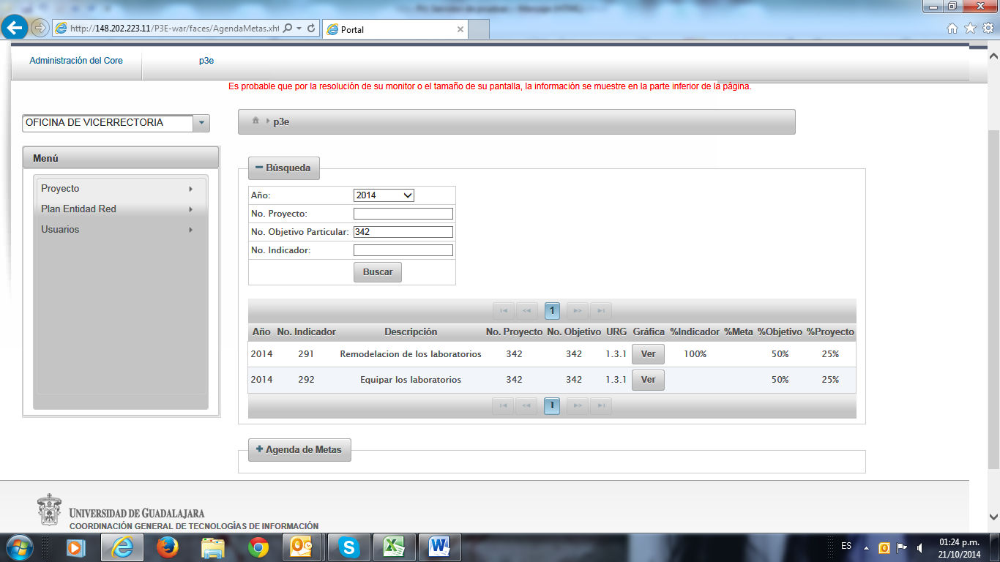 http://148.202.223.11/P3E-war/faces/AgendaMetas.xht
Portal
Administración del Core
p3e
Es probable que por la resolución de su monitor o el tamaño de su pantalla, la información se muestre en la parte inferior de la página.
OFICINA DE VICERRECTORIA
p3e
Menú
Proyecto
Plan Entidad Red
Usuarios
Búsqueda
Año: 2014
No. Proyecto:
No. Objetivo Particular: 342
No. Indicador:
Buscar
1
Año No. Indicador Descripción No. Proyecto No. Objetivo URG Gráfica %Indicador %Meta %Objetivo %Proyecto
2014 291 Remodelacion de los laboratorios 342 342 1.3.1 Ver 100% 50% 25%
2014 292 Equipar los laboratorios 342 342 1.3.1 Ver 50% 25%
1
Agenda de Metas
UNIVERSIDAD DE GUADALAJARA
COORDINACIÓN GENERAL DE TECNOLOGÍAS DE INFORMACIÓN
ES
01:24 p.m.
21/10/2014